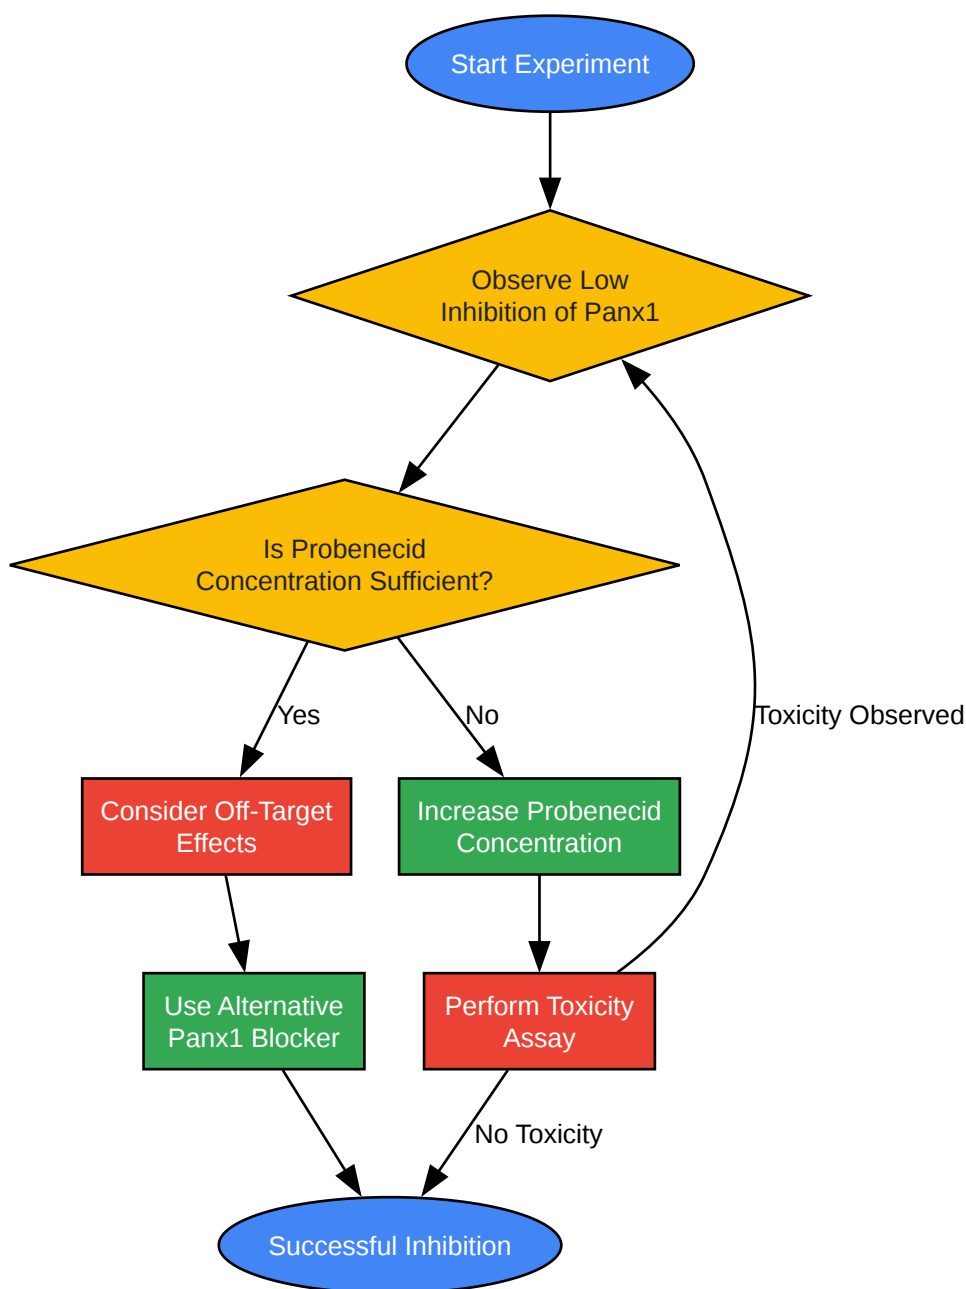 Start Experiment
Observe Low
Inhibition of Panx1
Is Probenecid
Concentration Sufficient?
Yes
No
Toxicity Observed
Consider Off-Target
Effects
Increase Probenecid
Concentration
Use Alternative
Panx1 Blocker
Perform Toxicity
Assay
No Toxicity
Successful Inhibition